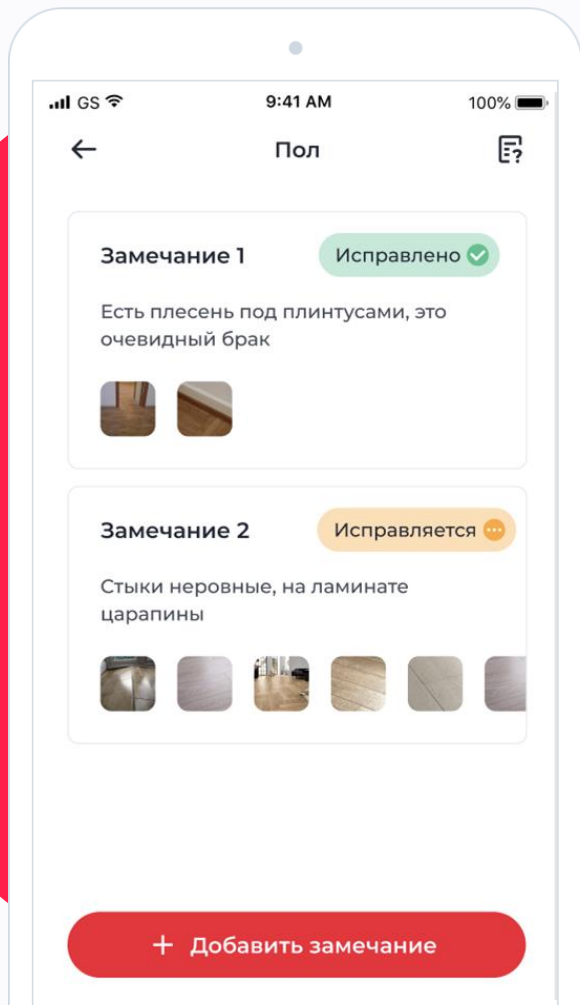 GS 9:41 AM 100%
Пол
Замечание 1 Исправлено
Есть плесень под плинтусами, это
очевидный брак
Замечание 2 Исправляется
Стыки неровные, на ламинате
царапины
+ Добавить замечание